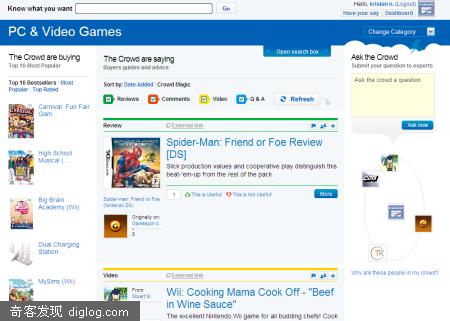 Know what you want
Go
Hello, kristen n. (Logout)
Have your say | Dashboard
PC & Video Games
Change Category
The Crowd are buying
Top 10 Most Popular
Top 10 Bestsellers | Most Popular | Top Rated
Carnival: Fun Fair Gam...
High School Musical (...
Big Brain Academy (Wii)
Dual Charging Station ...
MySims (Wii)
The Crowd are saying
Buyers guides and advice
Open search box
Sort by: Date Added | Crowd Magic
Reviews
Comments
Video
Q & A
Refresh
Review
External link
Spider-Man: Friend or Foe Review [DS]
Slick production values and cooperative play distinguish this beat-'em-up from the rest of the pack.
1
This is Useful
This is Not Useful
More
Spider-man: Friend or Foe (Nintendo DS)
Originally on:
Gamespot U.
8
Video
External link
From:
Stuart M.
Wii: Cooking Mama Cook Off - "Beef in Wine Sauce"
The excellent Nintendo Wii game for all budding chefs! Cook
Ask the Crowd
Submit your question to experts
Ask the crowd a question
Ask now
Why are these people in my crowd?
奇客发现 diglog.com